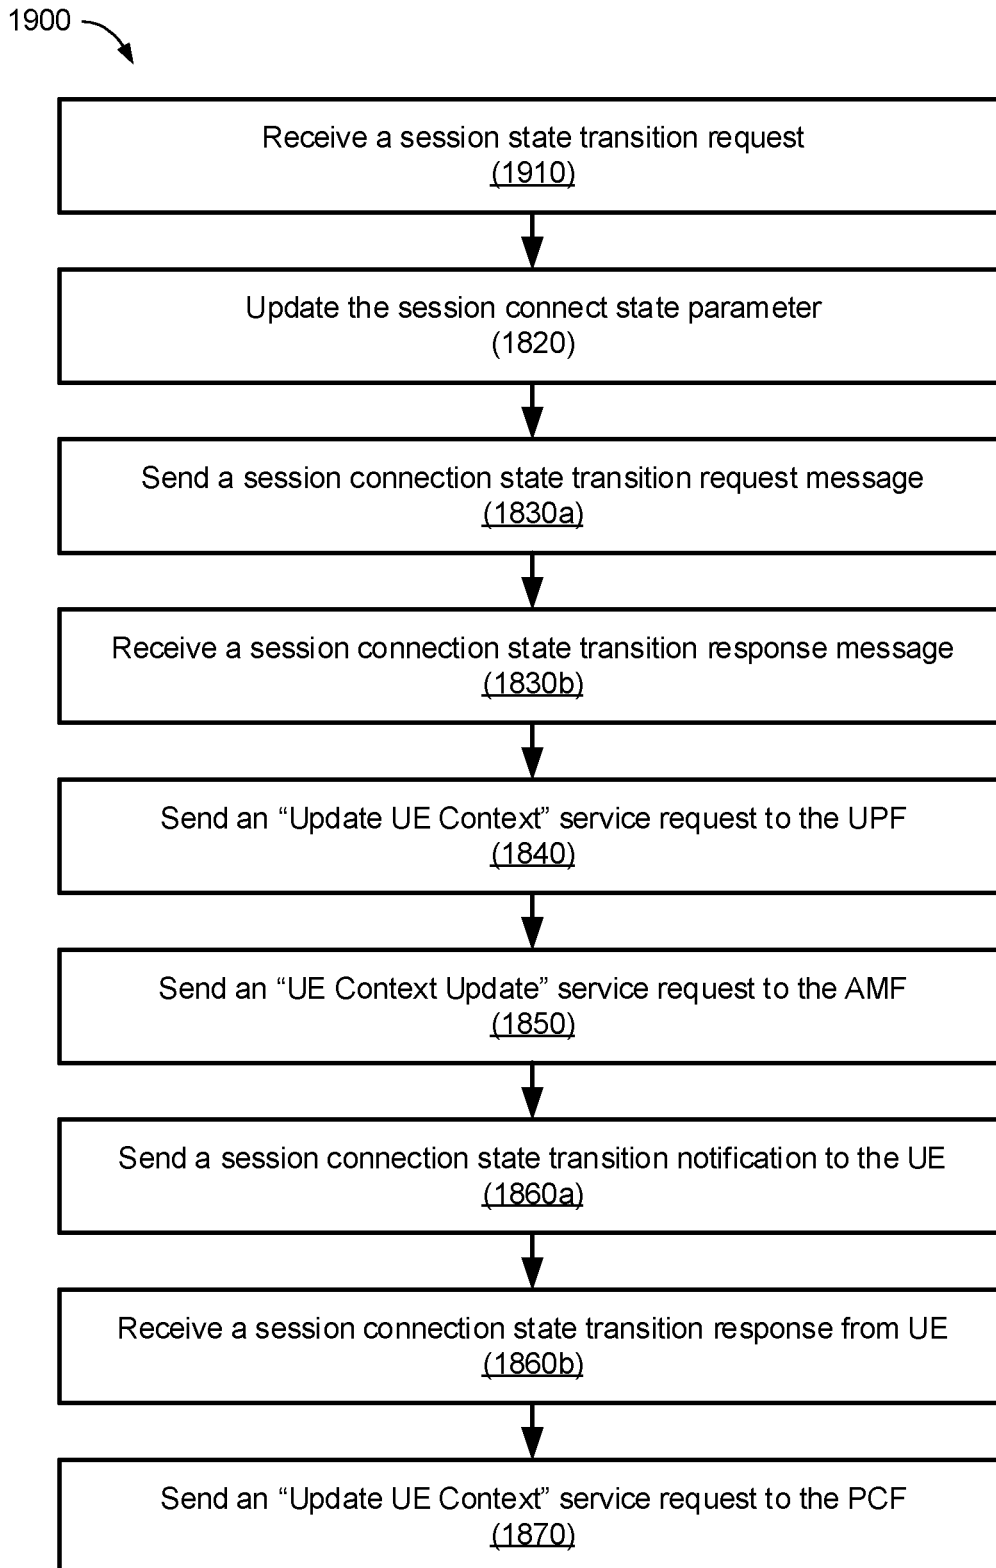 1900
Receive a session state transition request
(1910)
Update the session connect state parameter
(1820)
Send a session connection state transition request message
(1830a)
Receive a session connection state transition response message
(1830b)
Send an “Update UE Context” service request to the UPF
(1840)
Send an “UE Context Update” service request to the AMF
(1850)
Send a session connection state transition notification to the UE
(1860a)
Receive a session connection state transition response from UE
(1860b)
Send an “Update UE Context” service request to the PCF
(1870)